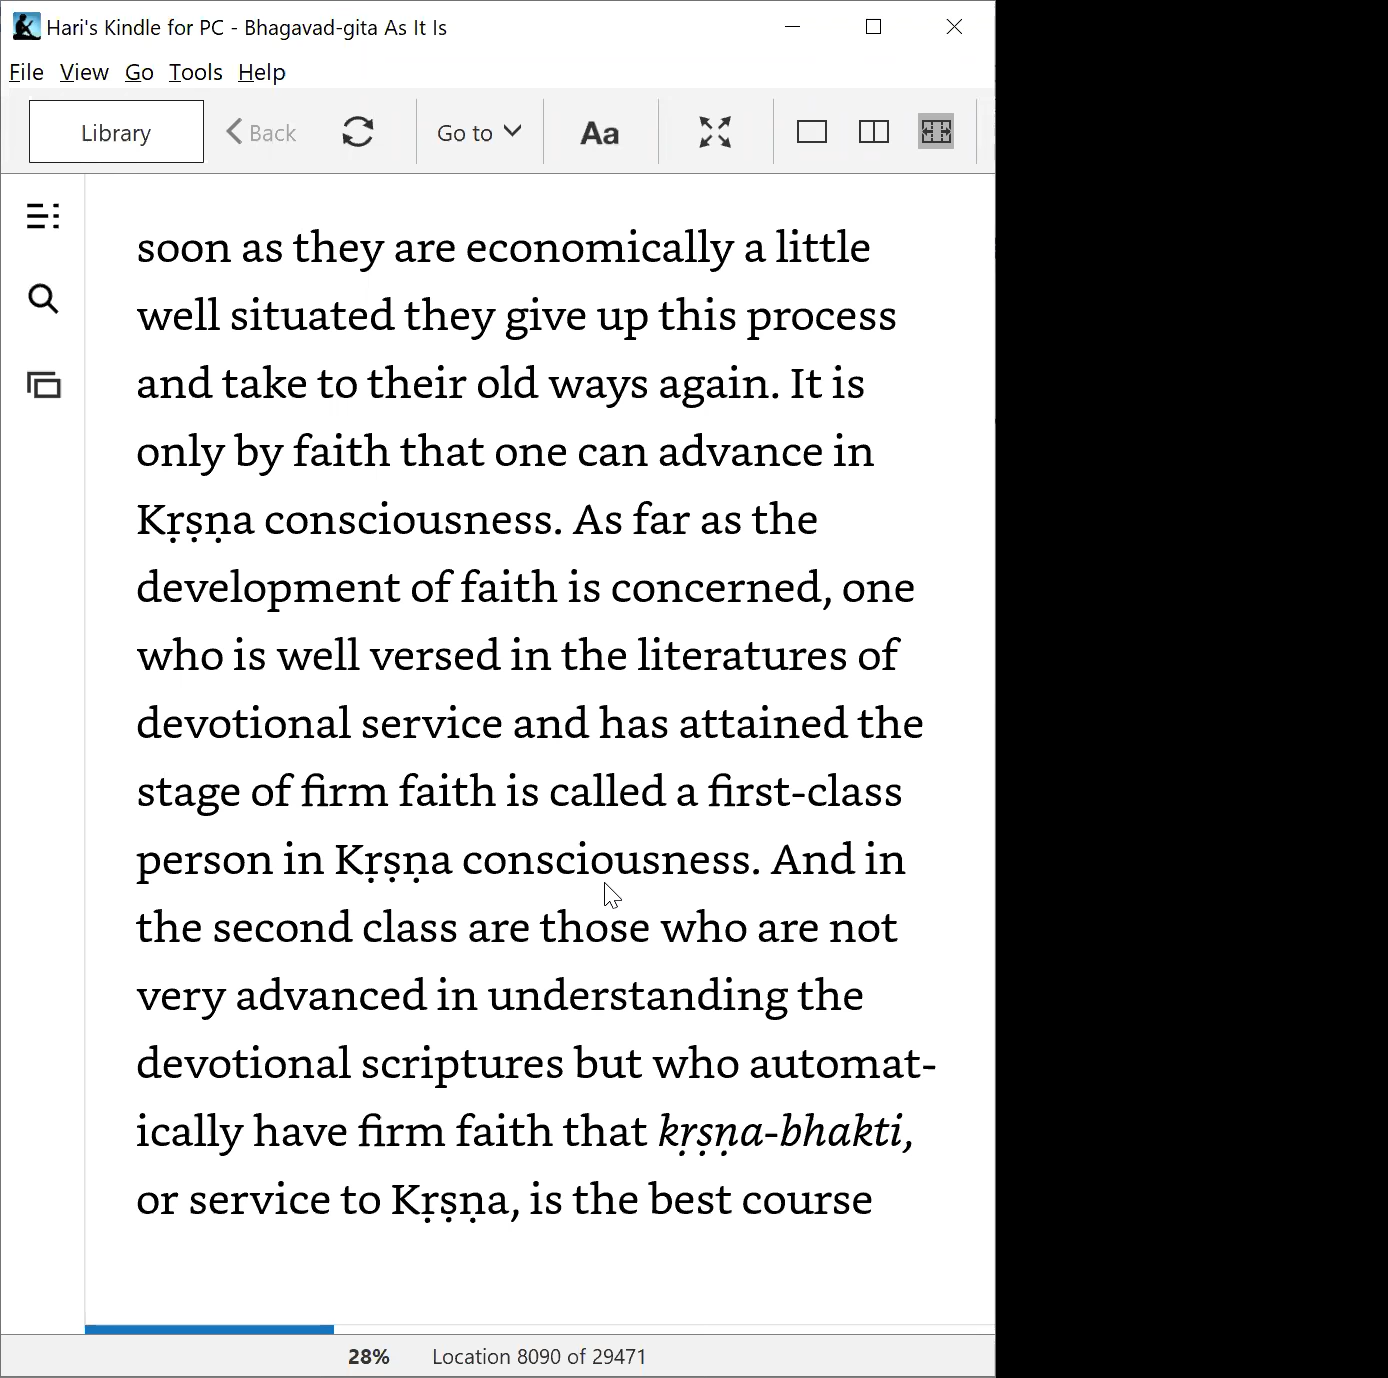 Hari's Kindle for PC - Bhagavad-gita As It Is
File View Go Tools Help
Library Back Go to Aa
soon as they are economically a little
well situated they give up this process
and take to their old ways again. It is
only by faith that one can advance in
Kṛṣṇa consciousness. As far as the
development of faith is concerned, one
who is well versed in the literatures of
devotional service and has attained the
stage of firm faith is called a first-class
person in Kṛṣṇa consciousness. And in
the second class are those who are not
very advanced in understanding the
devotional scriptures but who automat-
ically have firm faith that kṛṣṇa-bhakti,
or service to Kṛṣṇa, is the best course
28% Location 8090 of 29471